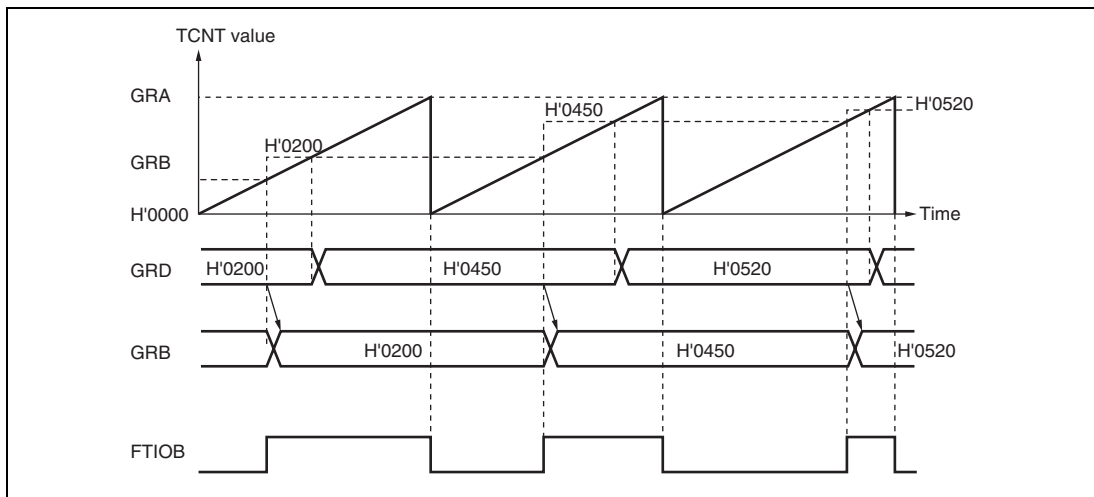 TCNT value
GRA
H'0450
H'0520
H'0200
GRB
H'0000
Time
GRD
H'0200
H'0450
H'0520
GRB
H'0200
H'0450
H'0520
FTIOB